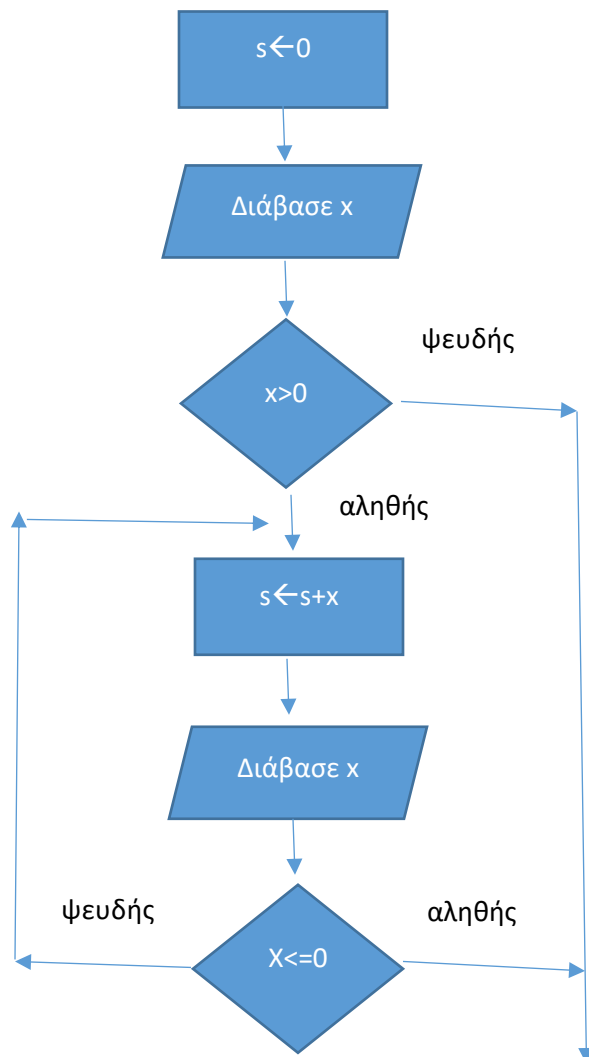 s←0
Διάβασε x
ψευδής
x>0
αληθής
s←s+x
Διάβασε x
ψευδής
αληθής
X<=0